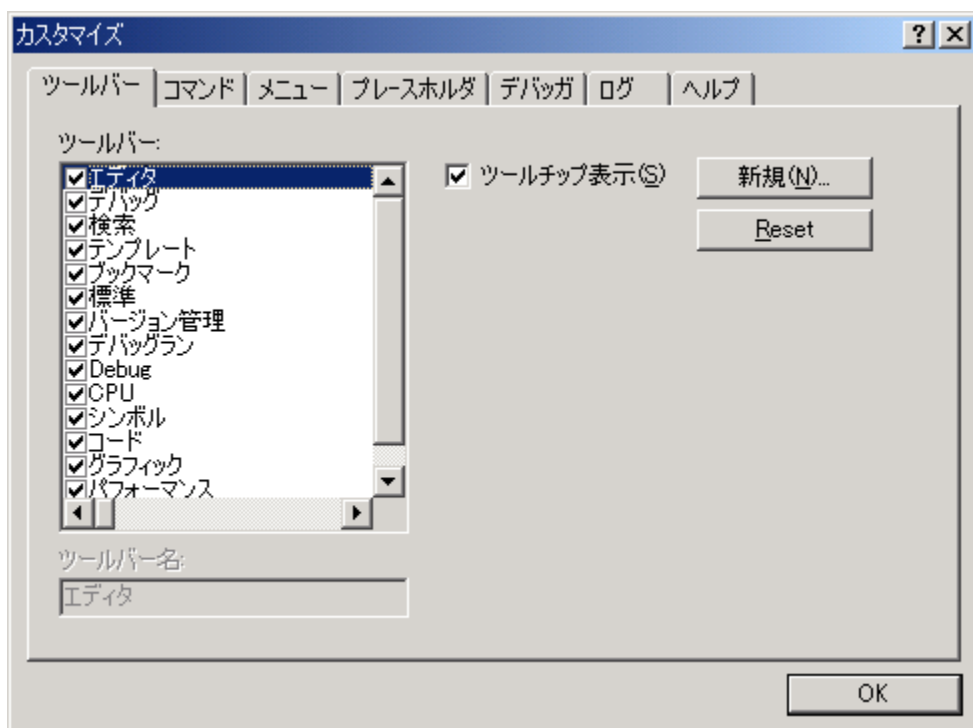 カスタマイズ
ツールバー コマンド メニュー プレースホルダ デバッガ ログ ヘルプ
ツールバー:
エディタ
デバッグ
検索
テンプレート
ブックマーク
標準
バージョン管理
デバッグラン
Debug
CPU
シンボル
コード
グラフィック
パフォーマンス
ツールチップ表示(S)
新規(N)...
Reset
ツールバー名:
エディタ
OK